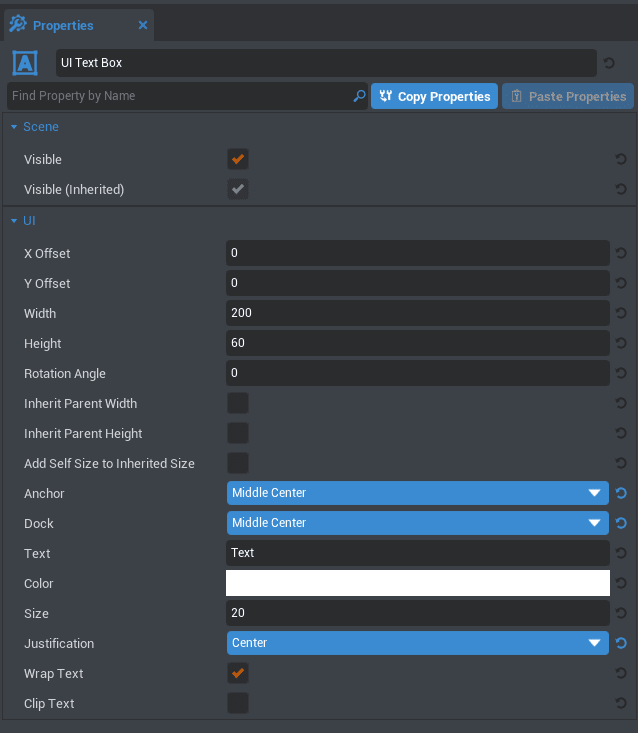 Properties
A
UI Text Box
Find Property by Name
Copy Properties
Paste Properties
Scene
Visible
Visible (Inherited)
UI
X Offset 0
Y Offset 0
Width 200
Height 60
Rotation Angle 0
Inherit Parent Width
Inherit Parent Height
Add Self Size to Inherited Size
Anchor Middle Center
Dock Middle Center
Text Text
Color
Size 20
Justification Center
Wrap Text
Clip Text